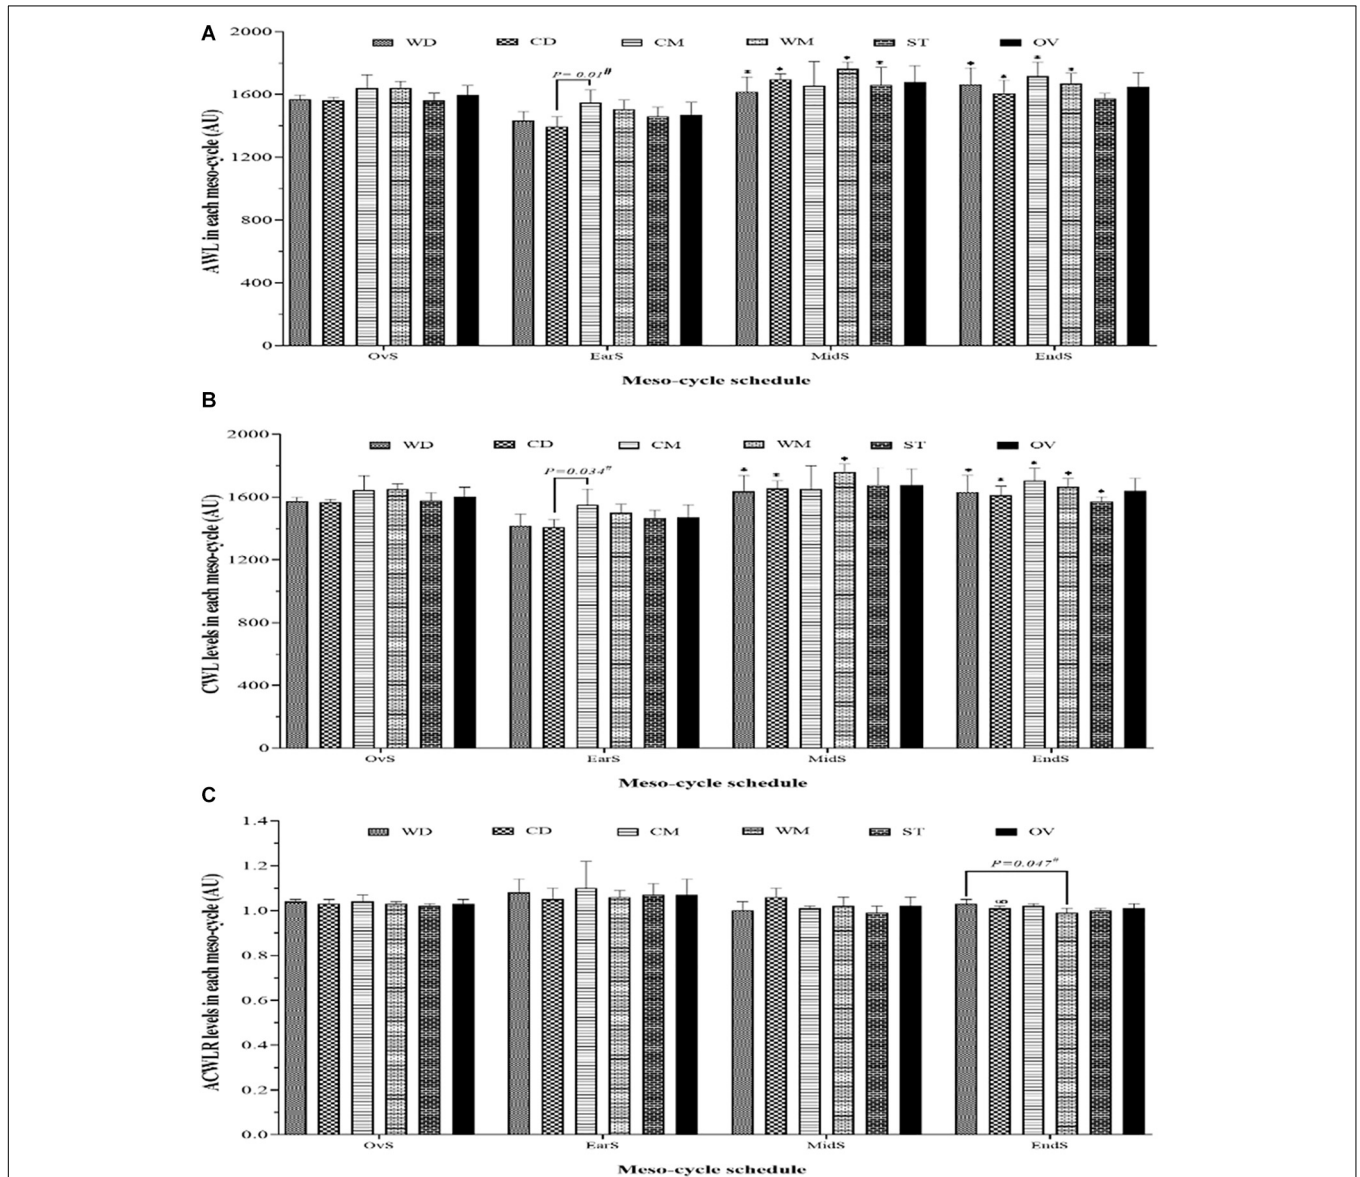 A
2000
WD CD CM WM ST OV
P= 0.01#
1600
1200
800
400
0
AWL in each meso-cycle (AU)
OvS EarS MidS EndS
Meso-cycle schedule
B
2000
WD CD CM WM ST OV
P=0.034#
1600
1200
800
400
0
CWL levels in each meso-cycle (AU)
OvS EarS MidS EndS
Meso-cycle schedule
C
1.4
WD CD CM WM ST OV
P=0.047#
1.2
1.0
0.8
0.6
0.4
0.2
0.0
ACWLR levels in each meso-cycle (AU)
OvS EarS MidS EndS
Meso-cycle schedule